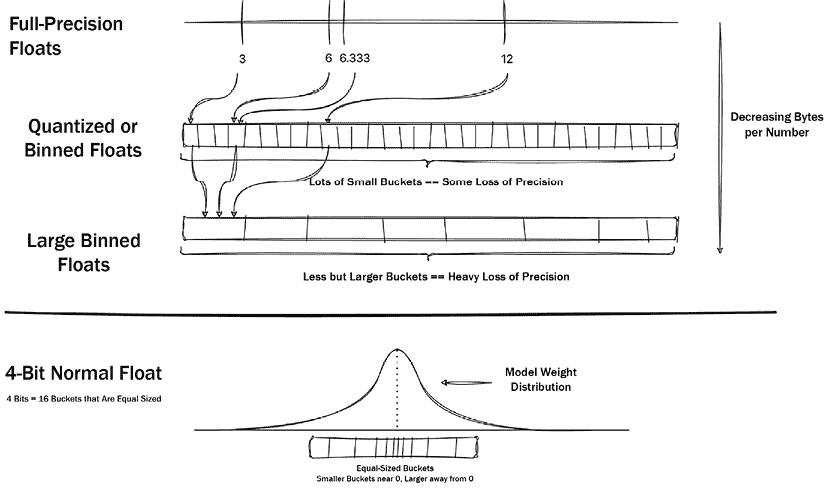 Full-Precision
Floats
3 6 6.333 12
Decreasing Bytes
per Number
Quantized or
Binned Floats
Lots of Small Buckets == Some Loss of Precision
Large Binned
Floats
Less but Larger Buckets == Heavy Loss of Precision
4-Bit Normal Float
4 Bits = 16 Buckets that Are Equal Sized
Model Weight
Distribution
Equal-Sized Buckets
Smaller Buckets near 0, Larger away from 0